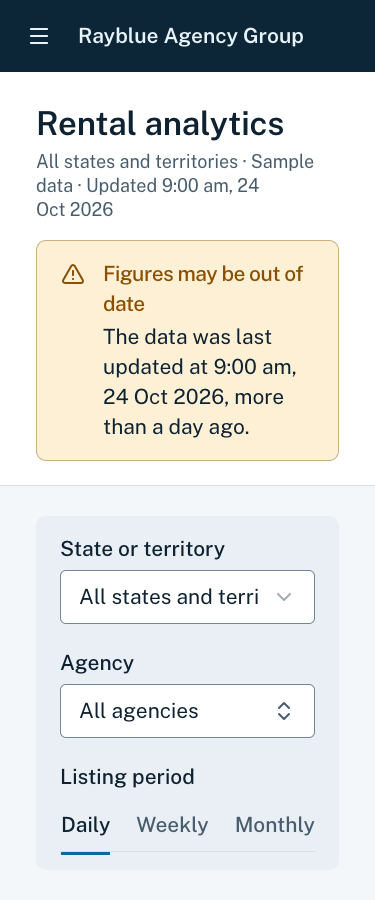 Rayblue Agency Group
Rental analytics
All states and territories · Sample
data · Updated 9:00 am, 24
Oct 2026
Figures may be out of
date
The data was last
updated at 9:00 am,
24 Oct 2026, more
than a day ago.
State or territory
All states and terri
Agency
All agencies
Listing period
Daily Weekly Monthly